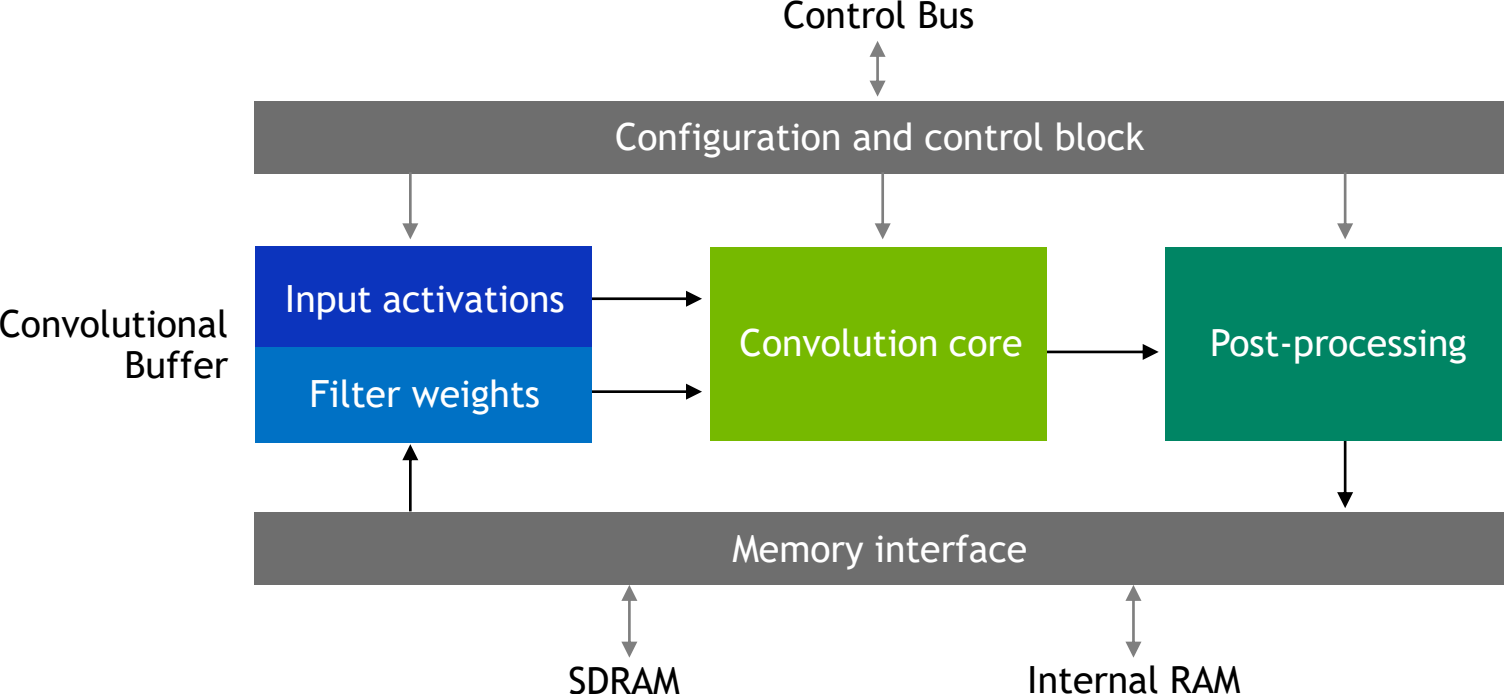 Control Bus
Configuration and control block
Convolutional
Buffer
Input activations
Filter weights
Convolution core
Post-processing
Memory interface
SDRAM
Internal RAM